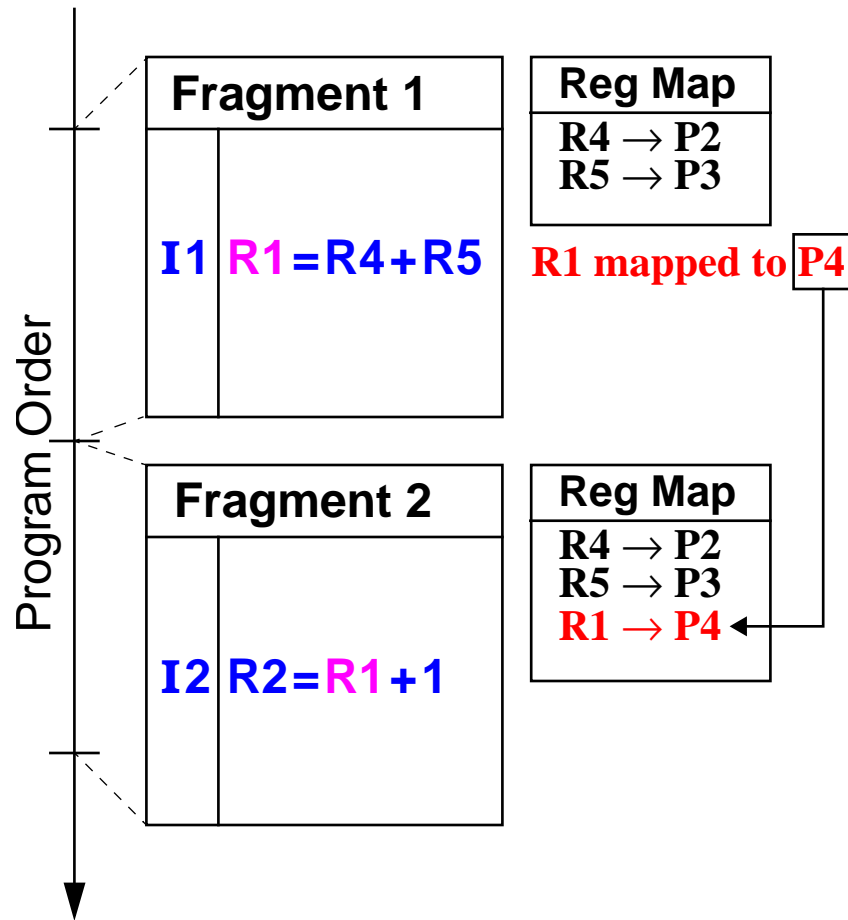 Program Order
Fragment 1
I1 R1=R4+R5
Reg Map
R4 → P2
R5 → P3
R1 mapped to P4
Fragment 2
I2 R2=R1+1
Reg Map
R4 → P2
R5 → P3
R1 → P4